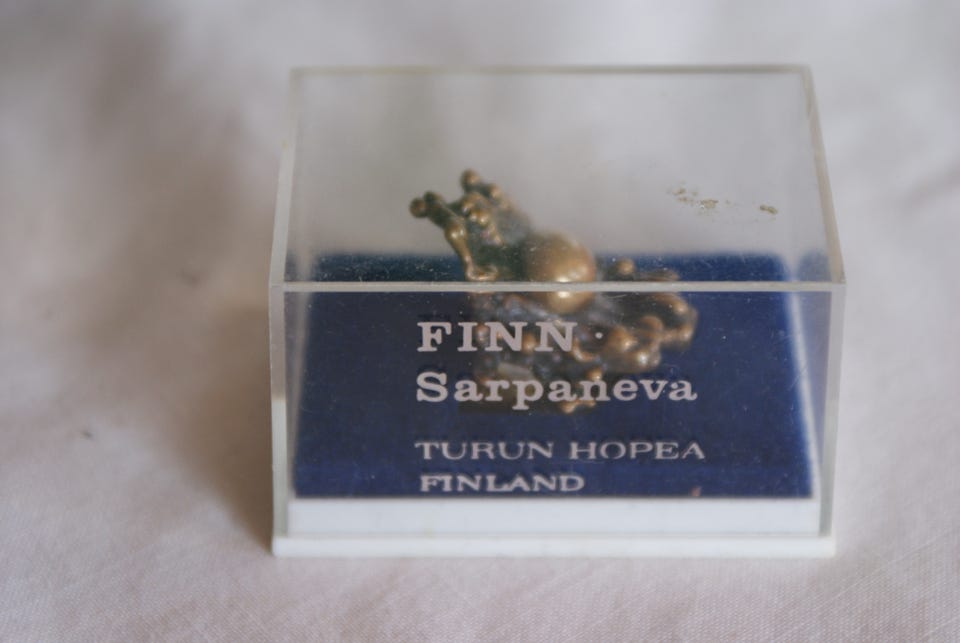 FINN
Sarpaneva
TURUN HOPEA
FINLAND